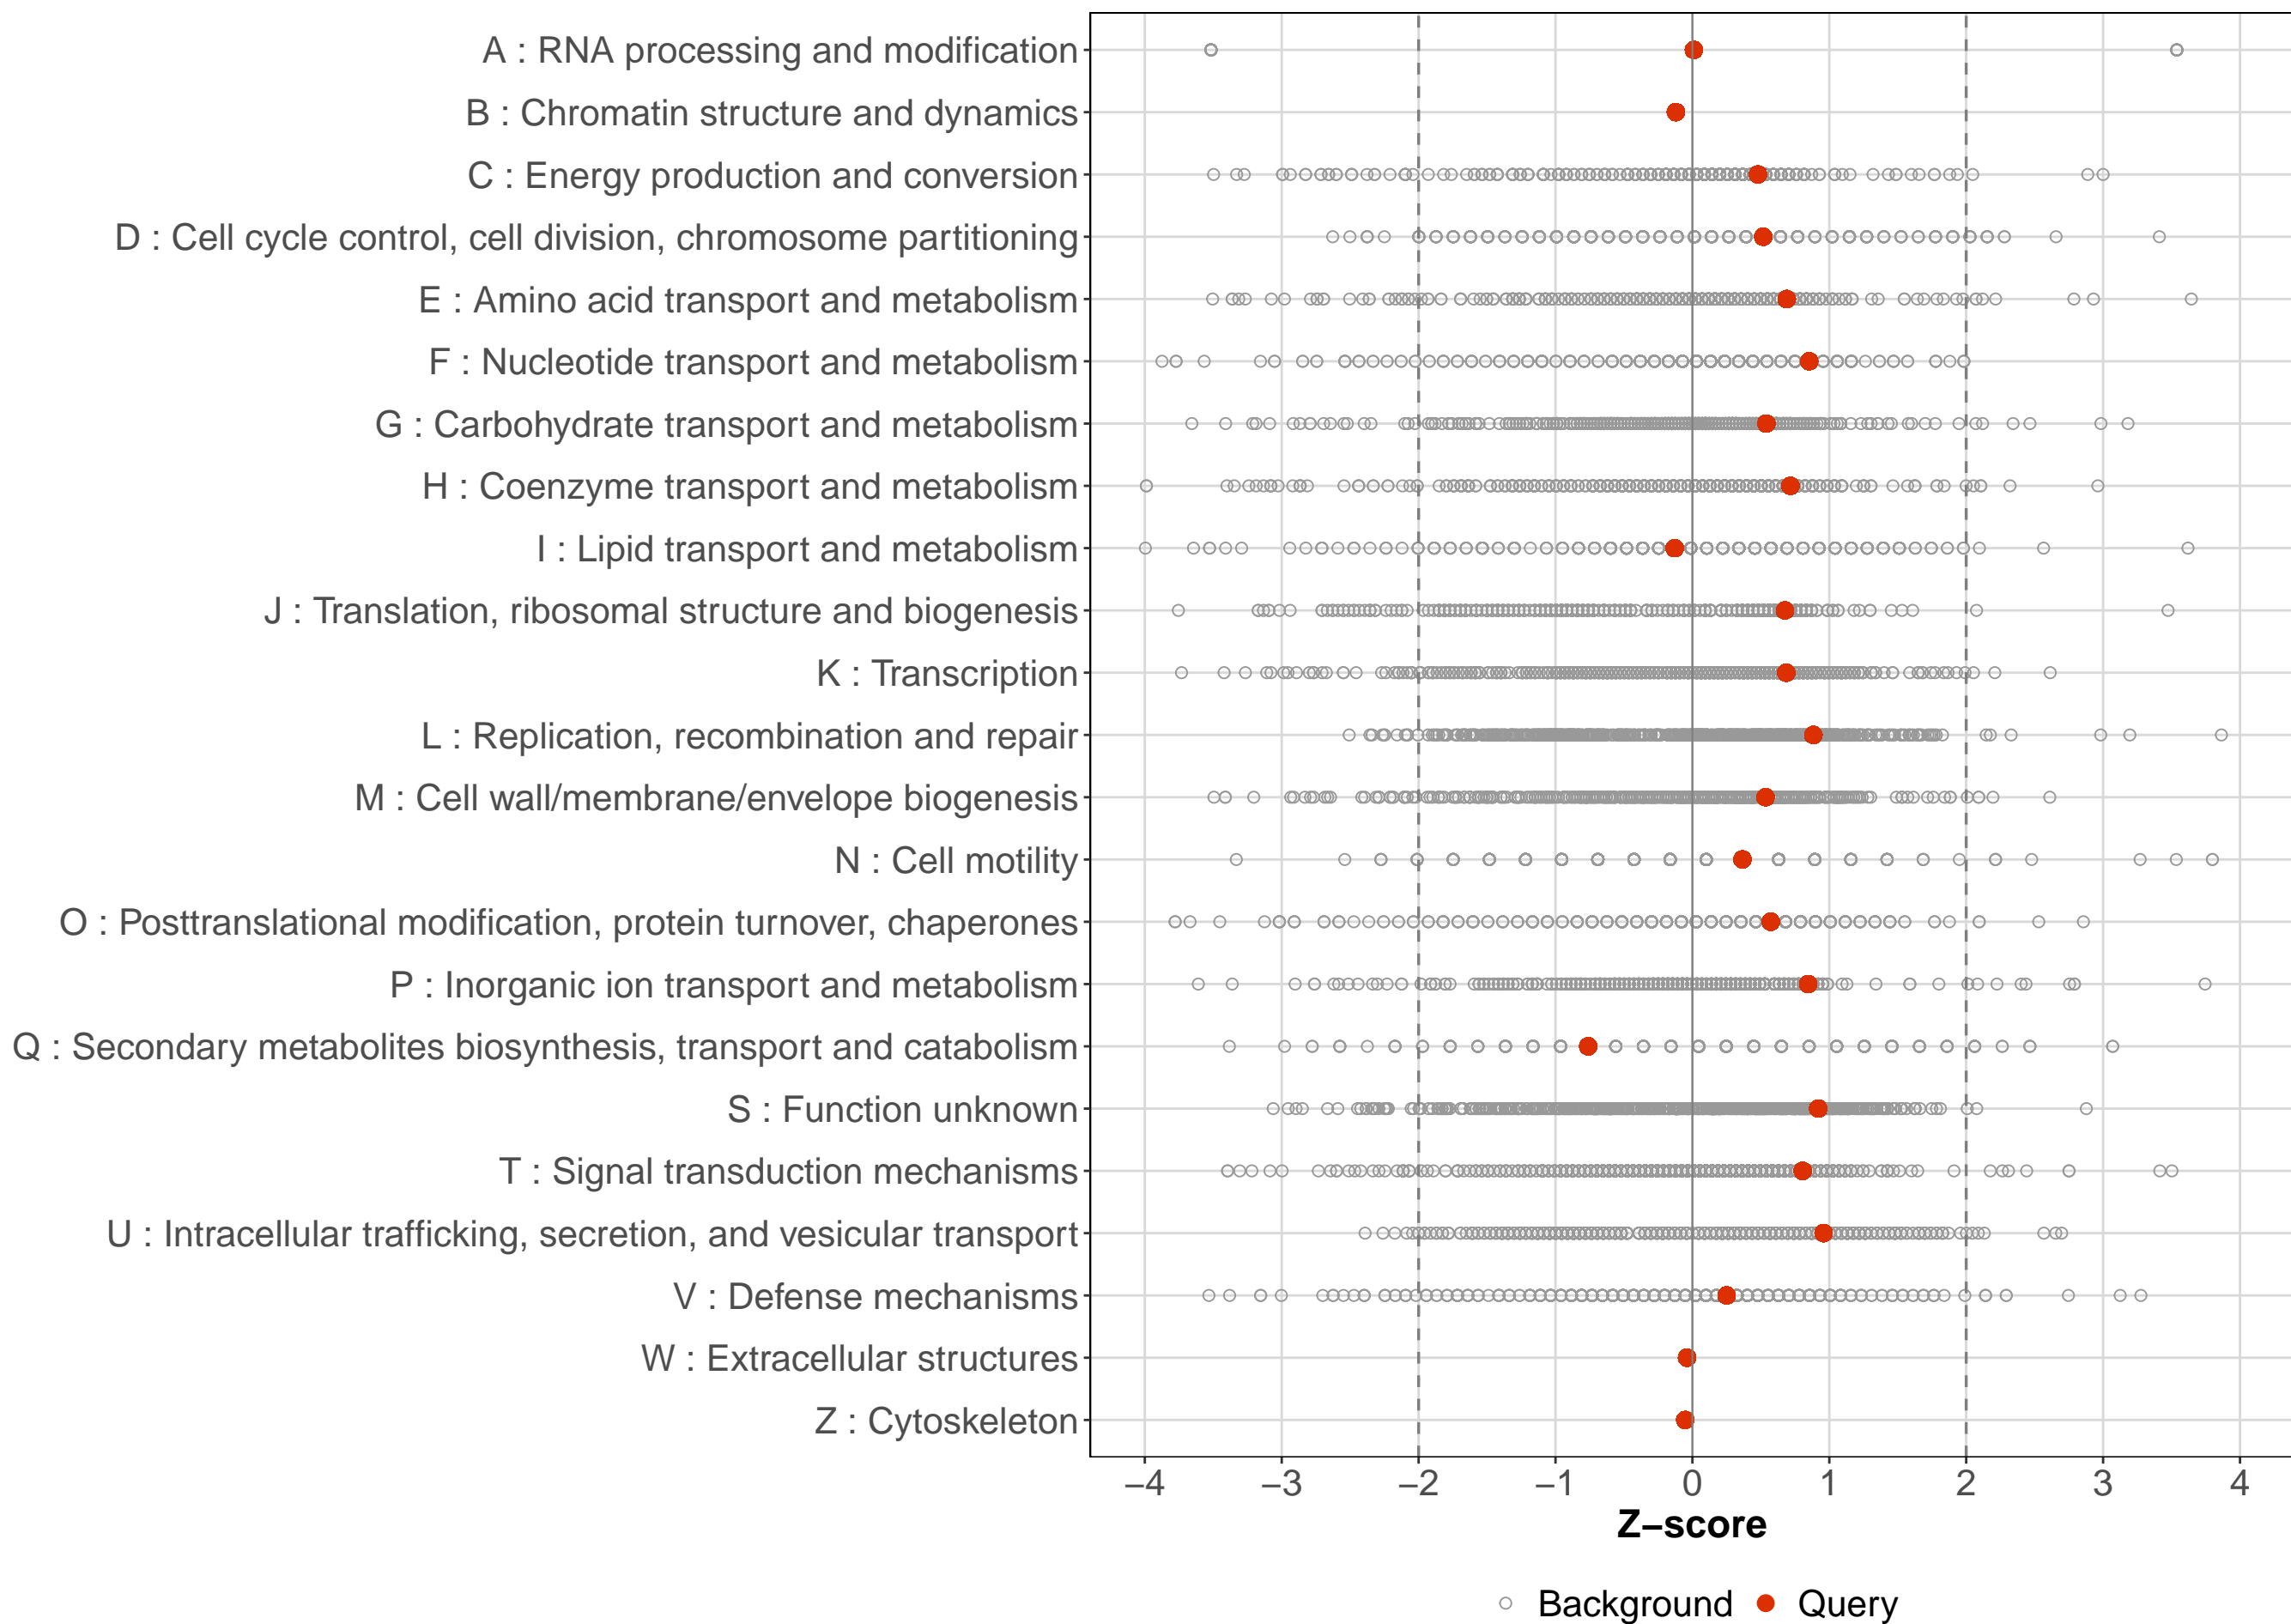 A : RNA processing and modification
B : Chromatin structure and dynamics
C : Energy production and conversion
D : Cell cycle control, cell division, chromosome partitioning
E : Amino acid transport and metabolism
F : Nucleotide transport and metabolism
G : Carbohydrate transport and metabolism
H : Coenzyme transport and metabolism
I : Lipid transport and metabolism
J : Translation, ribosomal structure and biogenesis
K : Transcription
L : Replication, recombination and repair
M : Cell wall/membrane/envelope biogenesis
N : Cell motility
O : Posttranslational modification, protein turnover, chaperones
P : Inorganic ion transport and metabolism
Q : Secondary metabolites biosynthesis, transport and catabolism
S : Function unknown
T : Signal transduction mechanisms
U : Intracellular trafficking, secretion, and vesicular transport
V : Defense mechanisms
W : Extracellular structures
Z : Cytoskeleton
−4 −3 −2 −1 0 1 2 3 4
Z−score
Background Query